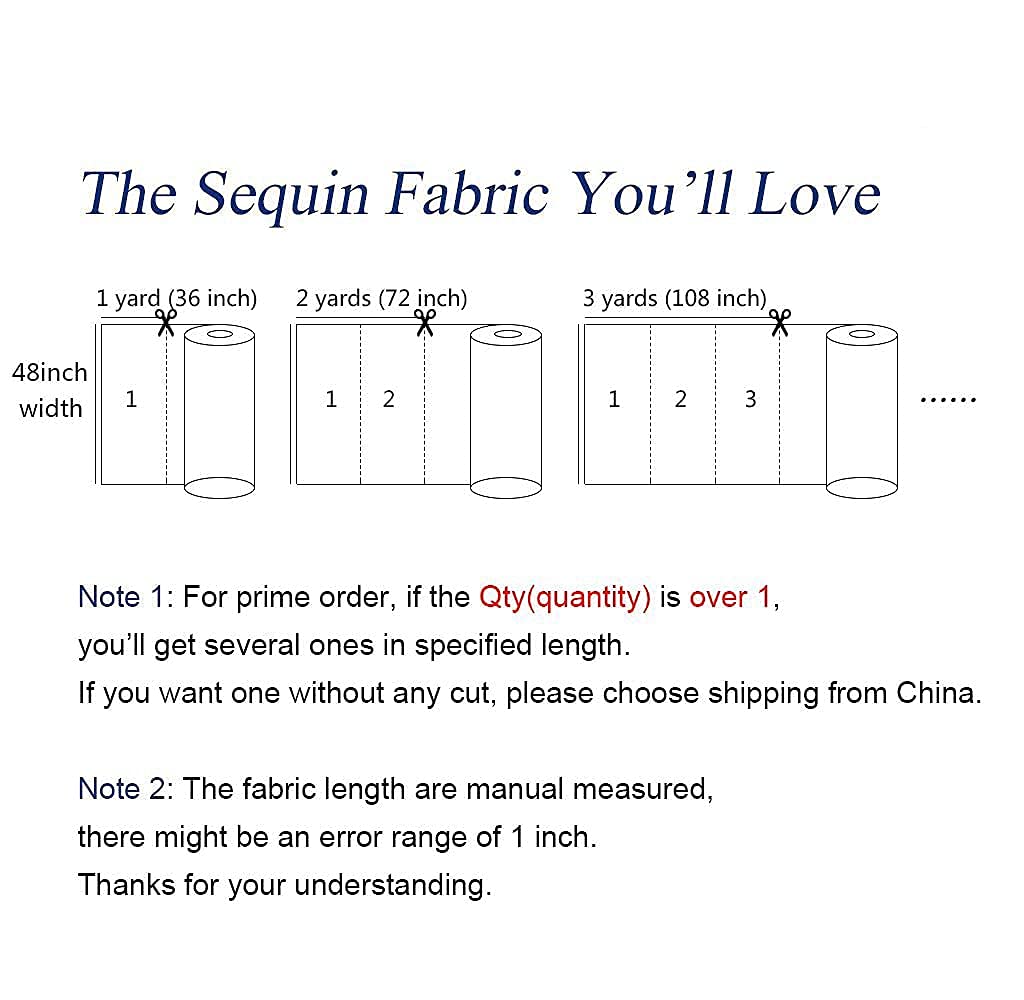 The Sequin Fabric You’ll Love
1 yard (36 inch)
2 yards (72 inch)
3 yards (108 inch)
48inch
width
1
1
2
1
2
3
......
Note 1: For prime order, if the Qty(quantity) is over 1,
you’ll get several ones in specified length.
If you want one without any cut, please choose shipping from China.
Note 2: The fabric length are manual measured,
there might be an error range of 1 inch.
Thanks for your understanding.